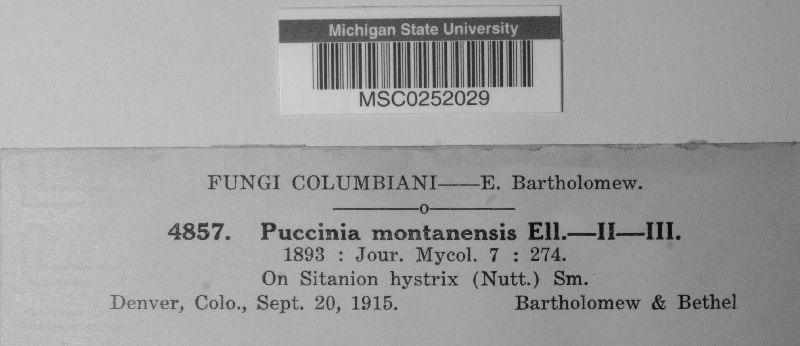 Michigan State University
MSC0252029
FUNGI COLUMBIANI——E. Bartholomew.
o
4857. Puccinia montanensis Ell.—II—III.
1893 : Jour. Mycol. 7 : 274.
On Sitanion hystrix (Nutt.) Sm.
Denver, Colo., Sept. 20, 1915. Bartholomew & Bethel